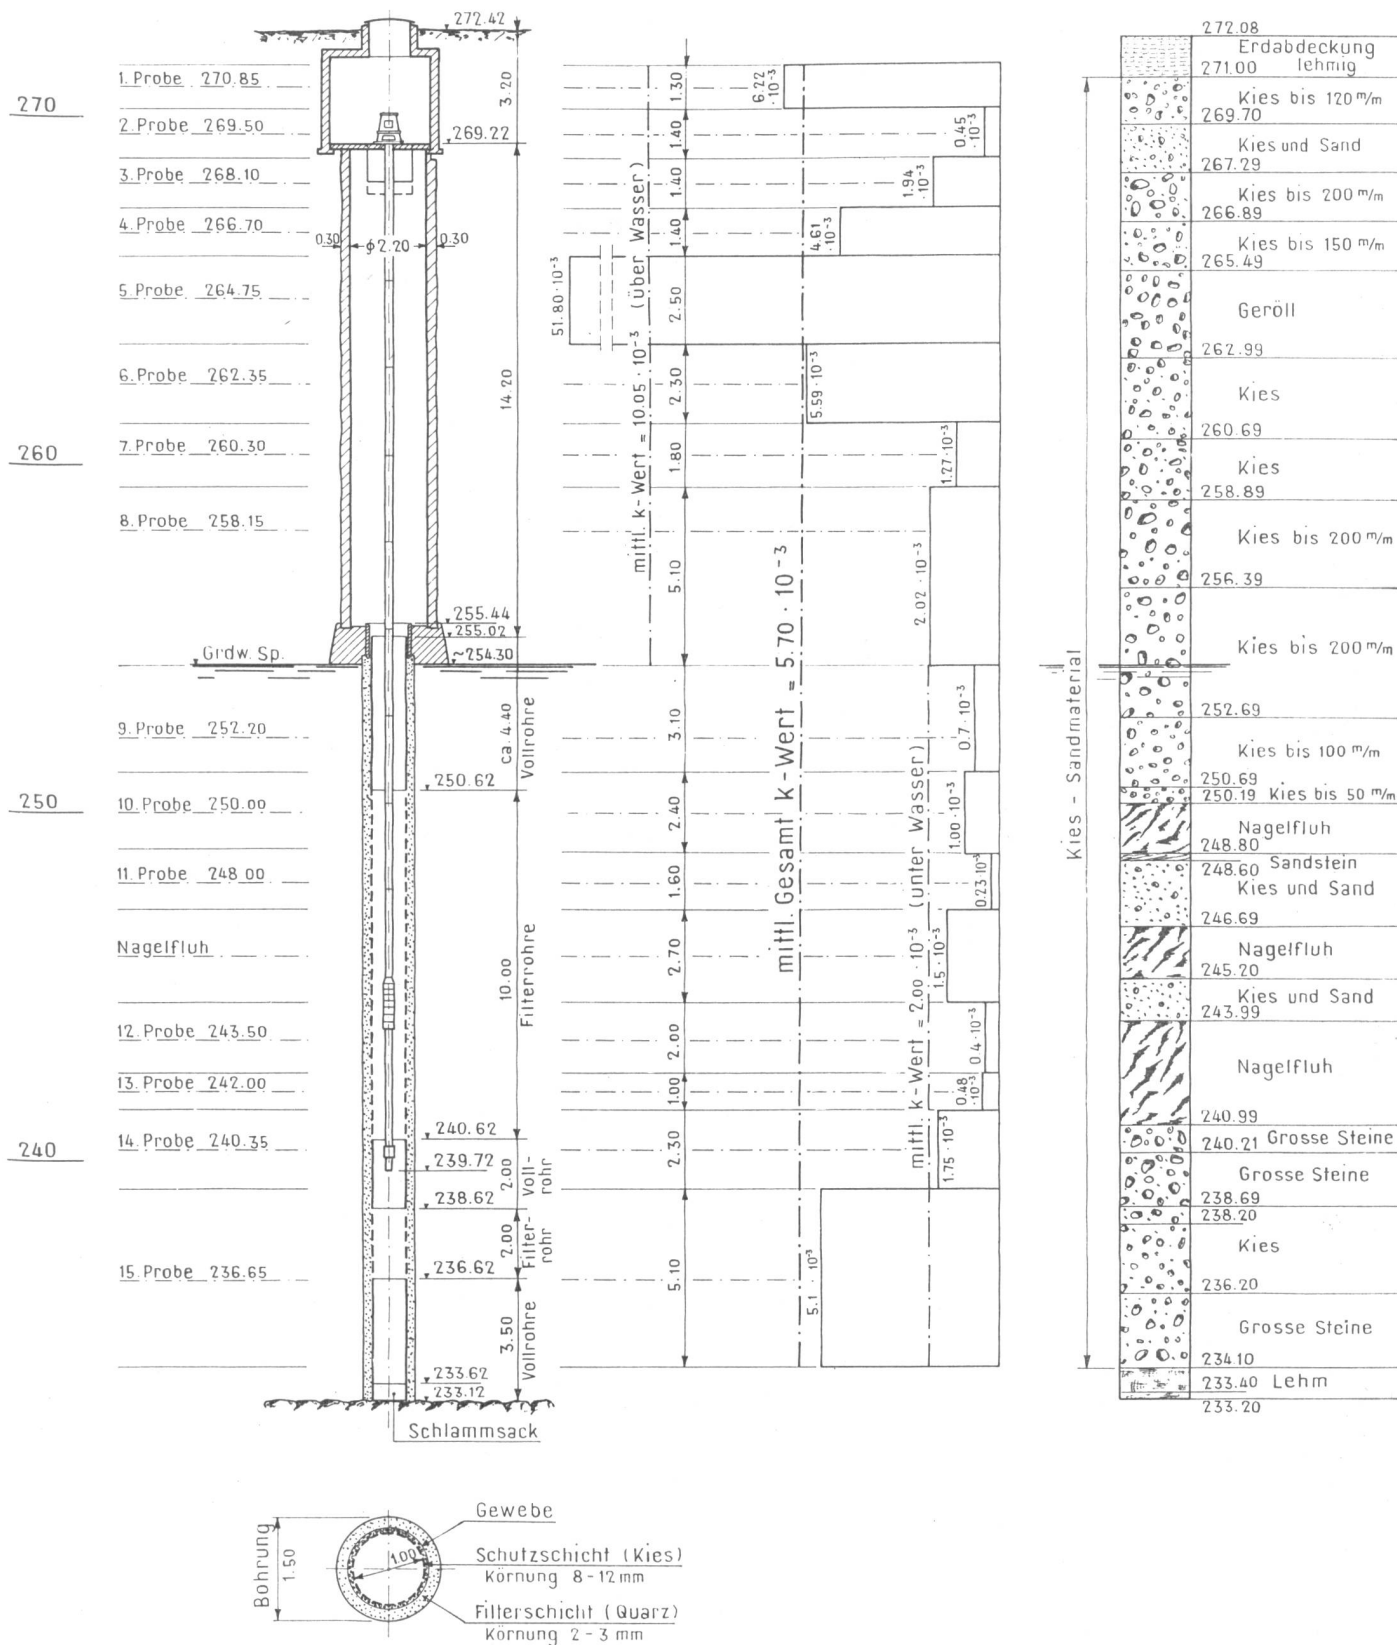 270
260
250
240
1. Probe 270.85
2. Probe 269.50
3. Probe 268.10
4. Probe 266.70
5. Probe 264.75
6. Probe 262.35
7. Probe 260.30
8. Probe 258.15
Grdw. Sp.
9. Probe 252.20
10. Probe 250.00
11. Probe 248 00
Nagelfluh
12. Probe 243.50
13. Probe 242.00
14. Probe 240.35
15. Probe 236.65
272.42
3.20
269.22
0.30
ϕ 2.20
0.30
14.20
255.44
255.02
~254.30
ca. 4.40
Vollrohre
250.62
10.00
Filterrohre
240.62
239.72
2.00
Voll-
rohr
238.62
2.00
Filter-
rohr
236.62
3.50
Vollrohre
233.62
233.12
Schlammsack
mittl. k-Wert = 10.05 · 10⁻³ (über Wasser)
1.30
1.40
1.40
1.40
2.50
2.30
1.80
5.10
3.10
2.40
1.60
2.70
2.00
1.00
2.30
5.10
mittl. Gesamt k-Wert = 5.70 · 10⁻³
6.22
·10⁻³
0.45
·10⁻³
1.94
·10⁻³
4.61
·10⁻³
51.80 · 10⁻³
5.59 · 10⁻³
1.27 · 10⁻³
2.02 · 10⁻³
0.7 · 10⁻³
1.00 · 10⁻³
0.23·10⁻³
1.5 · 10⁻³
0 4 · 10⁻³
0.48
·10⁻³
1.75 · 10⁻³
5.1 · 10⁻³
mittl. k-Wert = 2.00 · 10⁻³ (unter Wasser)
Kies - Sandmaterial
272.08
Erdabdeckung
lehmig
271.00
Kies bis 120 m/m
269.70
Kies und Sand
267.29
Kies bis 200 m/m
266.89
Kies bis 150 m/m
265.49
Geröll
262.99
Kies
260.69
Kies
258.89
Kies bis 200 m/m
256.39
Kies bis 200 m/m
252.69
Kies bis 100 m/m
250.69
250.19 Kies bis 50 m/m
Nagelfluh
248.80
Sandstein
248.60
Kies und Sand
246.69
Nagelfluh
245.20
Kies und Sand
243.99
Nagelfluh
240.99
240.21 Grosse Steine
Grosse Steine
238.69
238.20
Kies
236.20
Grosse Steine
234.10
233.40 Lehm
233.20
Bohrung
1.50
1.00
Gewebe
Schutzschicht (Kies)
Körnung 8-12 mm
Filterschicht (Quarz)
Körnung 2-3 mm